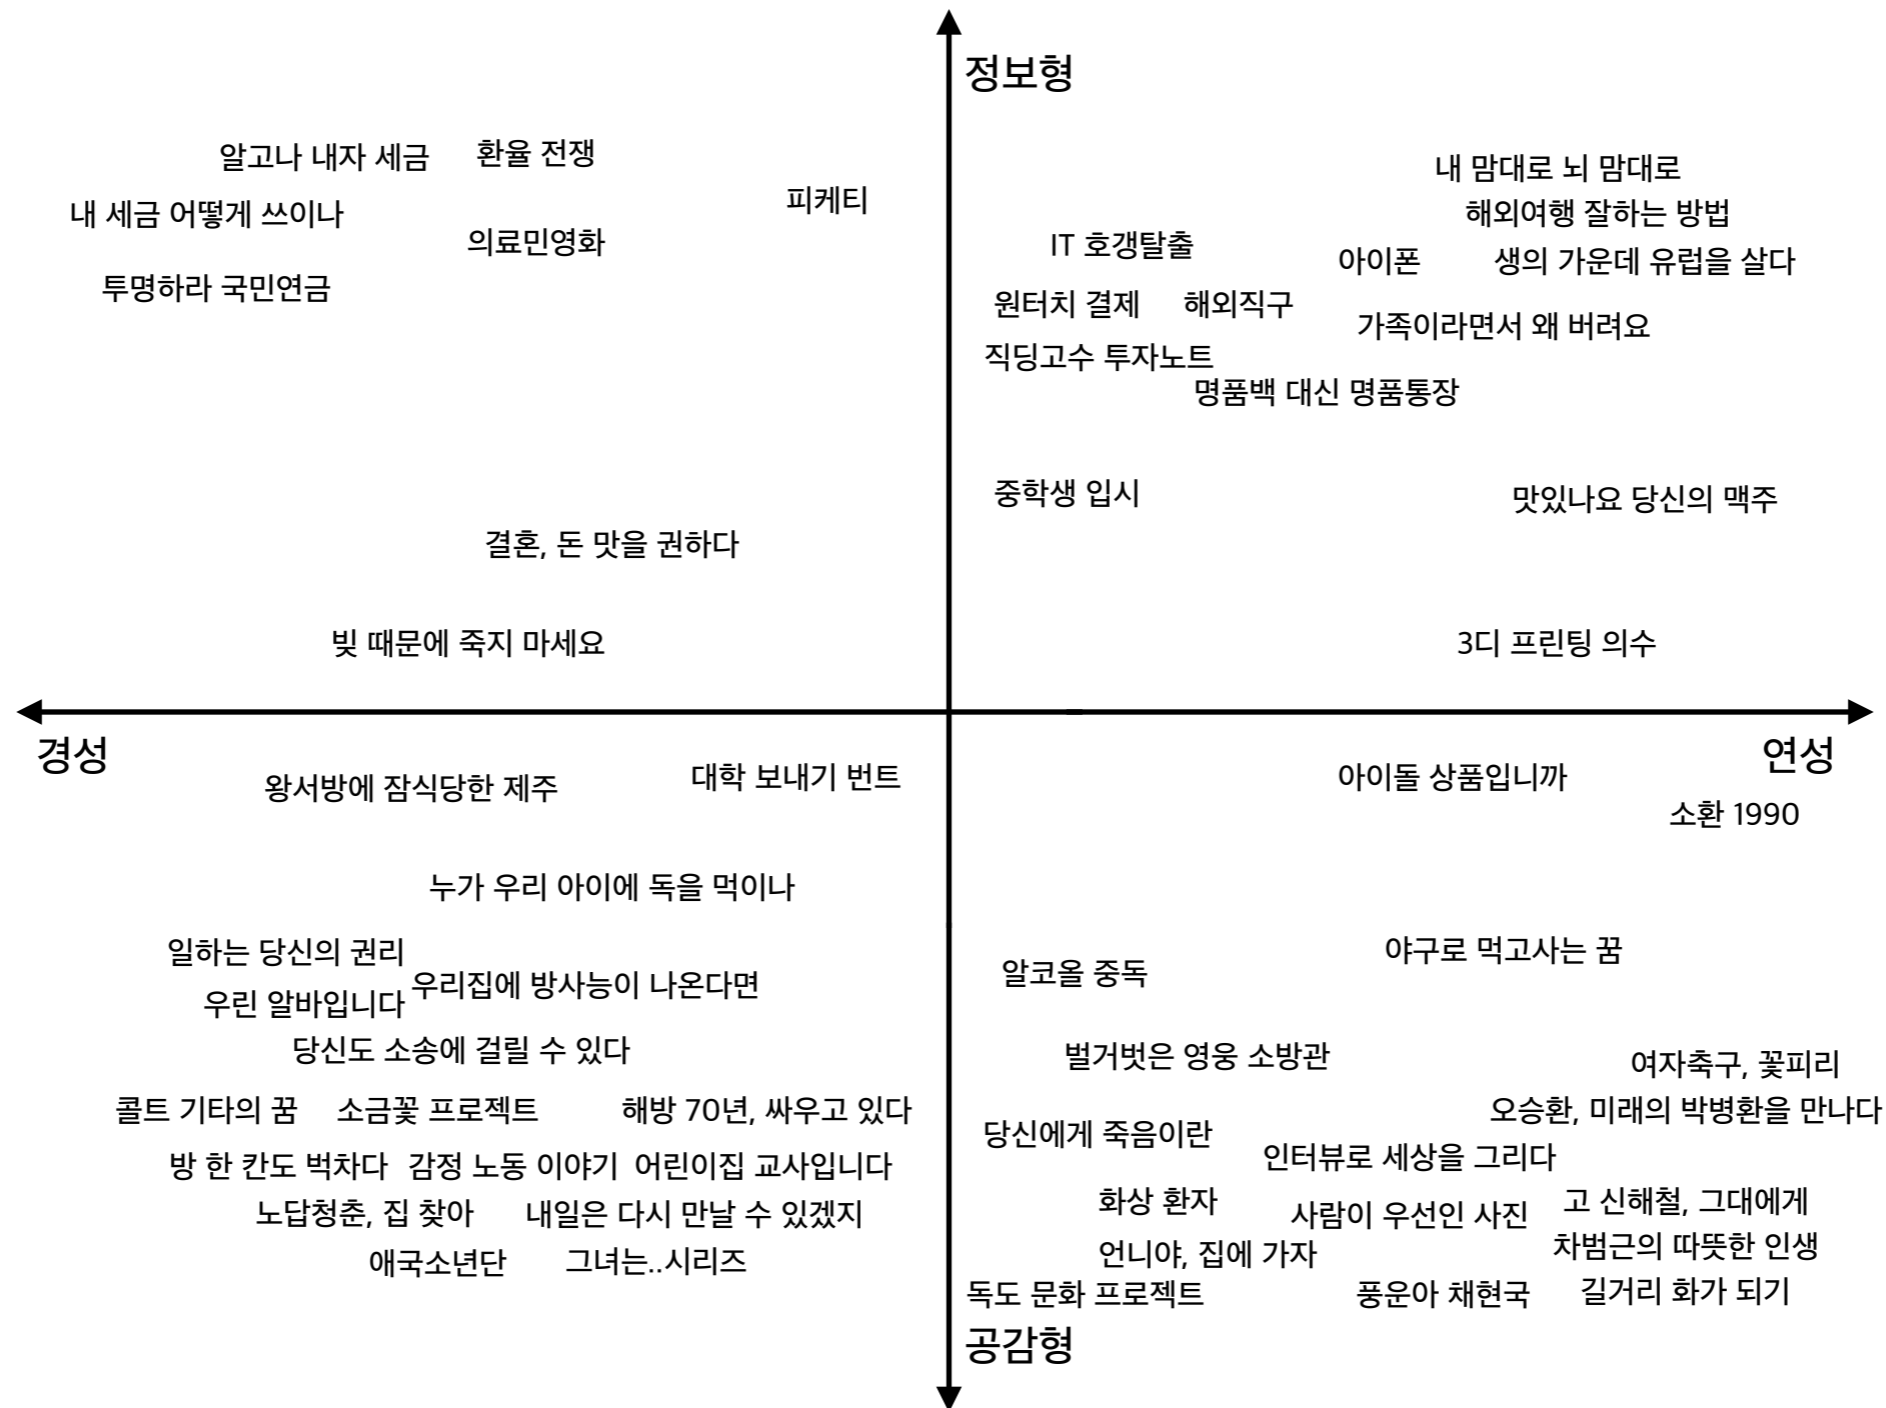 정보형
알고나 내자 세금
환율 전쟁
내 맘대로 뇌 맘대로
피케티
내 세금 어떻게 쓰이나
해외여행 잘하는 방법
의료민영화
IT 호갱탈출
아이폰
생의 가운데 유럽을 살다
투명하라 국민연금
원터치 결제
해외직구
가족이라면서 왜 버려요
직딩고수 투자노트
명품백 대신 명품통장
중학생 입시
맛있나요 당신의 맥주
결혼, 돈 맛을 권하다
빚 때문에 죽지 마세요
3디 프린팅 의수
경성
연성
왕서방에 잠식당한 제주
대학 보내기 번트
아이돌 상품입니까
소환 1990
누가 우리 아이에 독을 먹이나
일하는 당신의 권리
야구로 먹고사는 꿈
우리집에 방사능이 나온다면
알코올 중독
우린 알바입니다
당신도 소송에 걸릴 수 있다
벌거벗은 영웅 소방관
여자축구, 꽃피리
콜트 기타의 꿈
소금꽃 프로젝트
해방 70년, 싸우고 있다
오승환, 미래의 박병환을 만나다
당신에게 죽음이란
인터뷰로 세상을 그리다
방 한 칸도 벅차다
감정 노동 이야기
어린이집 교사입니다
화상 환자
사람이 우선인 사진
고 신해철, 그대에게
노답청춘, 집 찾아
내일은 다시 만날 수 있겠지
언니야, 집에 가자
차범근의 따뜻한 인생
애국소년단
그녀는..시리즈
독도 문화 프로젝트
풍운아 채현국
길거리 화가 되기
공감형